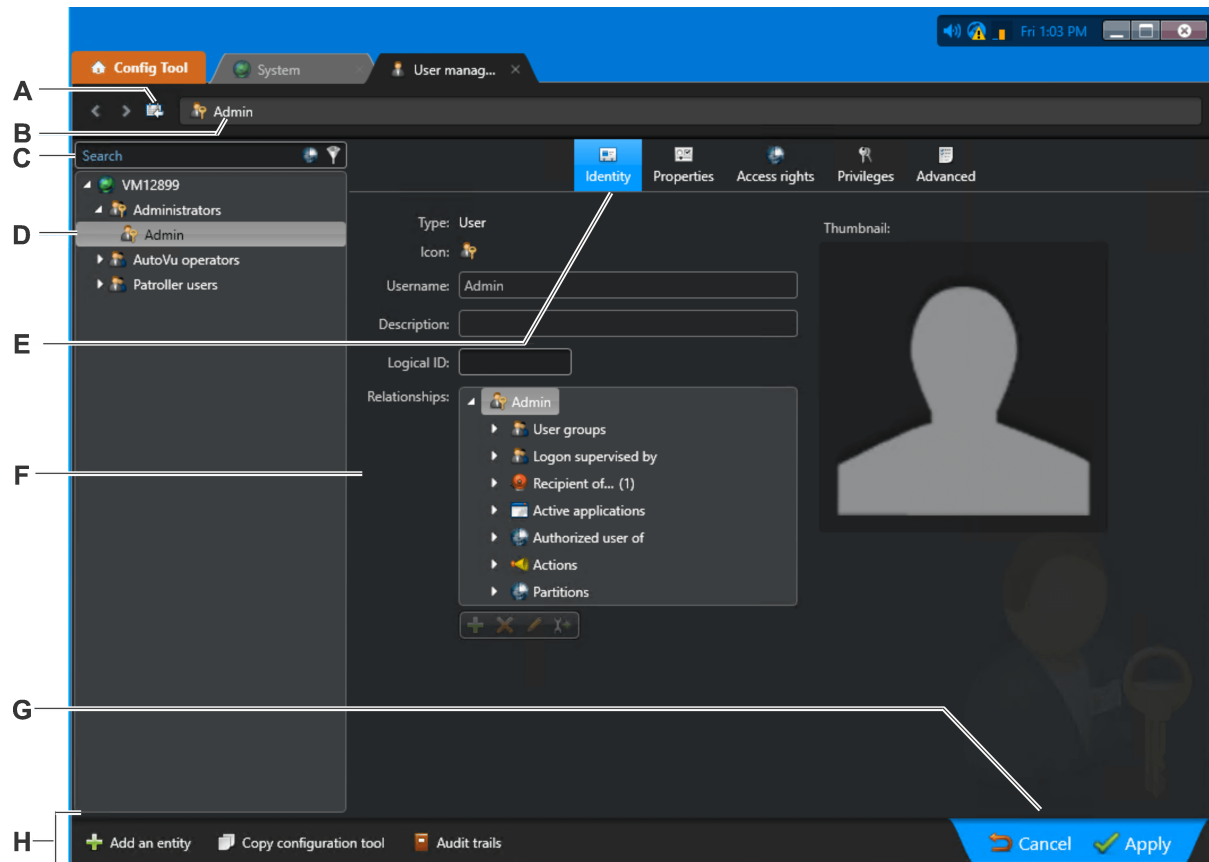 Fri 1:03 PM
Config Tool
System
User manag...
A
Admin
B
C
Search
Identity
Properties
Access rights
Privileges
Advanced
VM12899
Administrators
D
Admin
AutoVu operators
Patroller users
Type: User
Thumbnail:
Icon:
Username: Admin
Description:
E
Logical ID:
Relationships:
Admin
User groups
Logon supervised by
F
Recipient of... (1)
Active applications
Authorized user of
Actions
Partitions
G
H
Add an entity
Copy configuration tool
Audit trails
Cancel
Apply